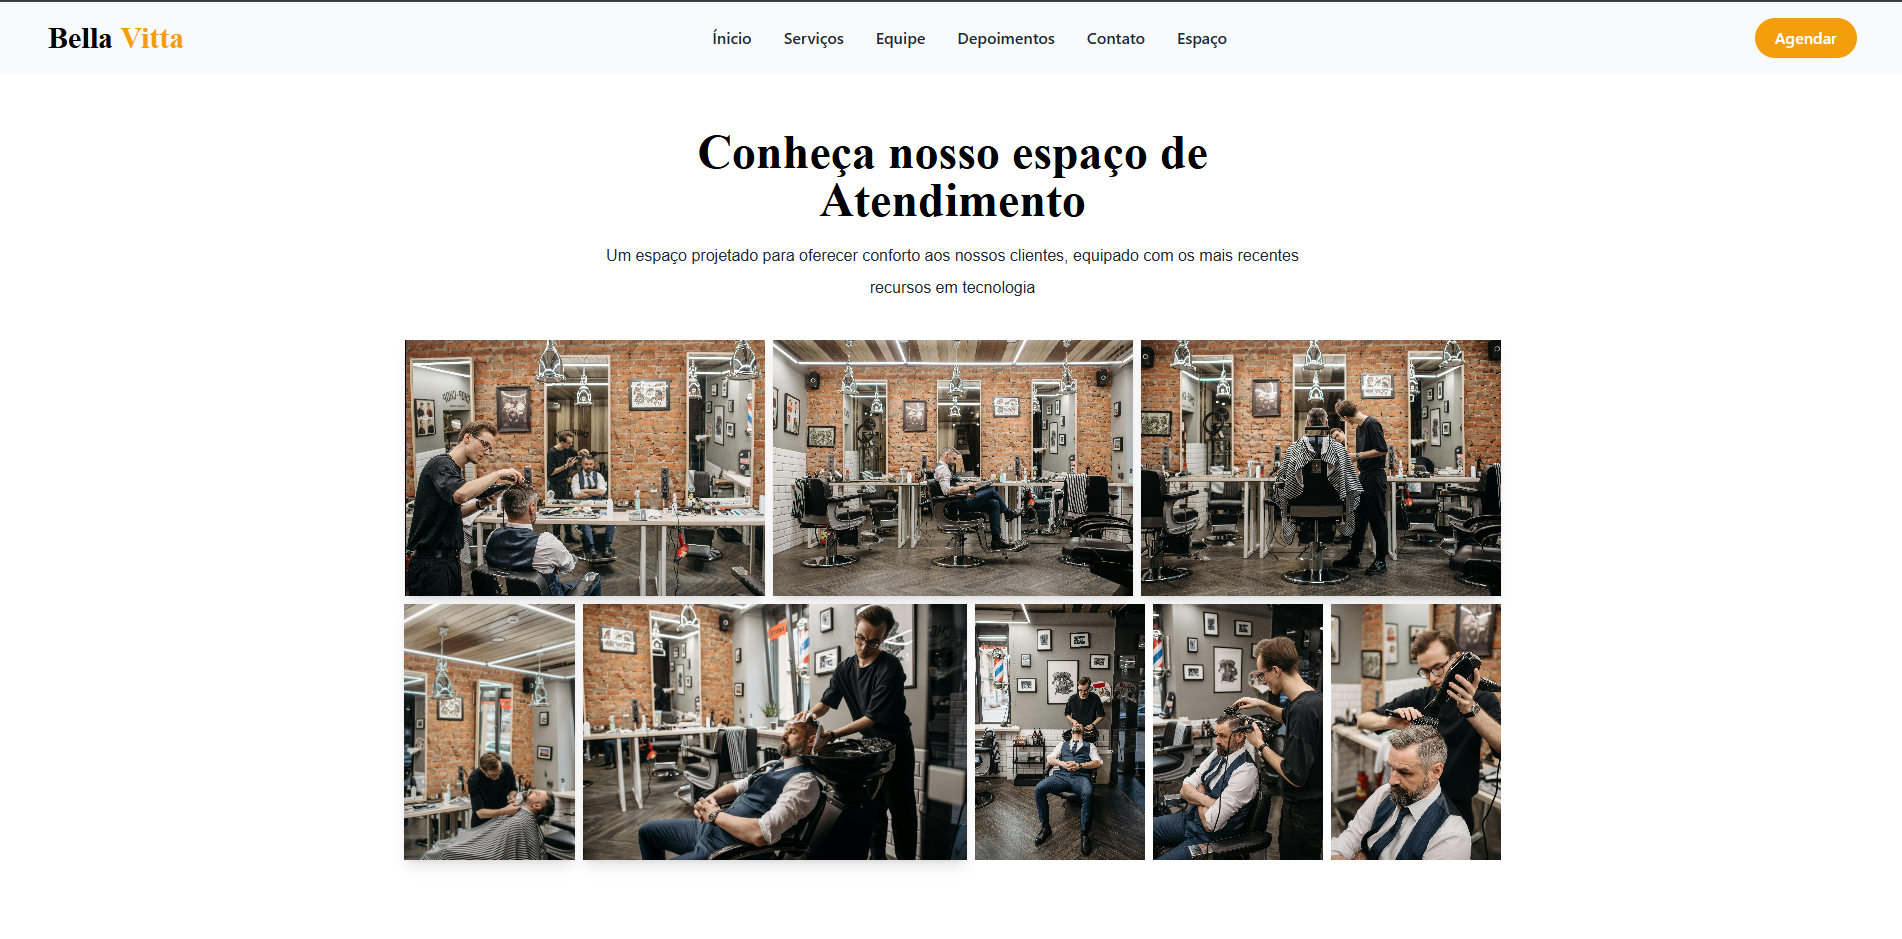 Bella Vitta
Ínicio
Serviços
Equipe
Depoimentos
Contato
Espaço
Agendar
Conheça nosso espaço de
Atendimento
Um espaço projetado para oferecer conforto aos nossos clientes, equipado com os mais recentes
recursos em tecnologia